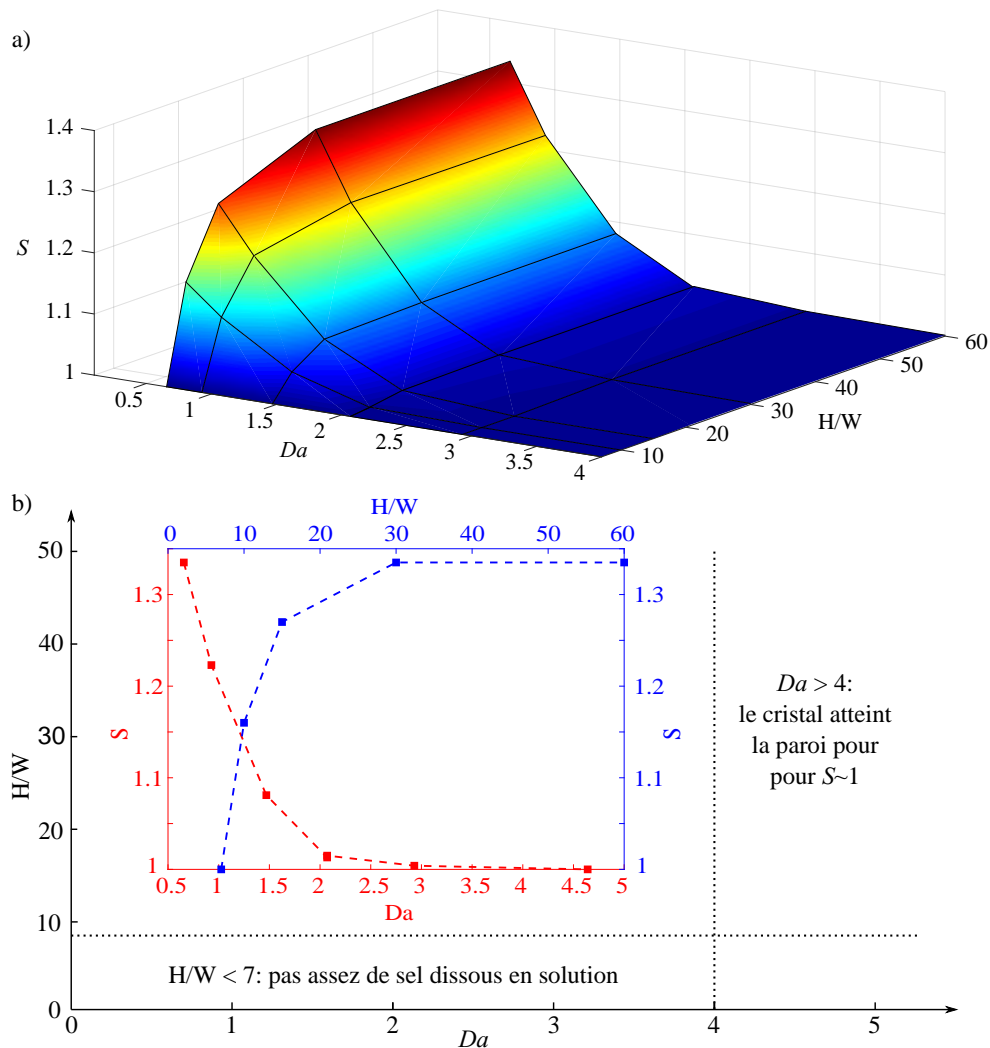 a)
1.4
1.3
1.2
1.1
1
S
0.5
1
1.5
2
2.5
3
3.5
4
Da
10
20
30
40
50
60
H/W
b)
H/W
0 10 20 30 40 50 60
50
40
30
20
10
0
H/W
1.3
1.2
1.1
1
S
1.3
1.2
1.1
1
S
0.5 1 1.5 2 2.5 3 3.5 4 4.5 5
Da
Da > 4:
le cristal atteint
la paroi pour
pour S~1
H/W < 7: pas assez de sel dissous en solution
0 1 2 3 4 5
Da